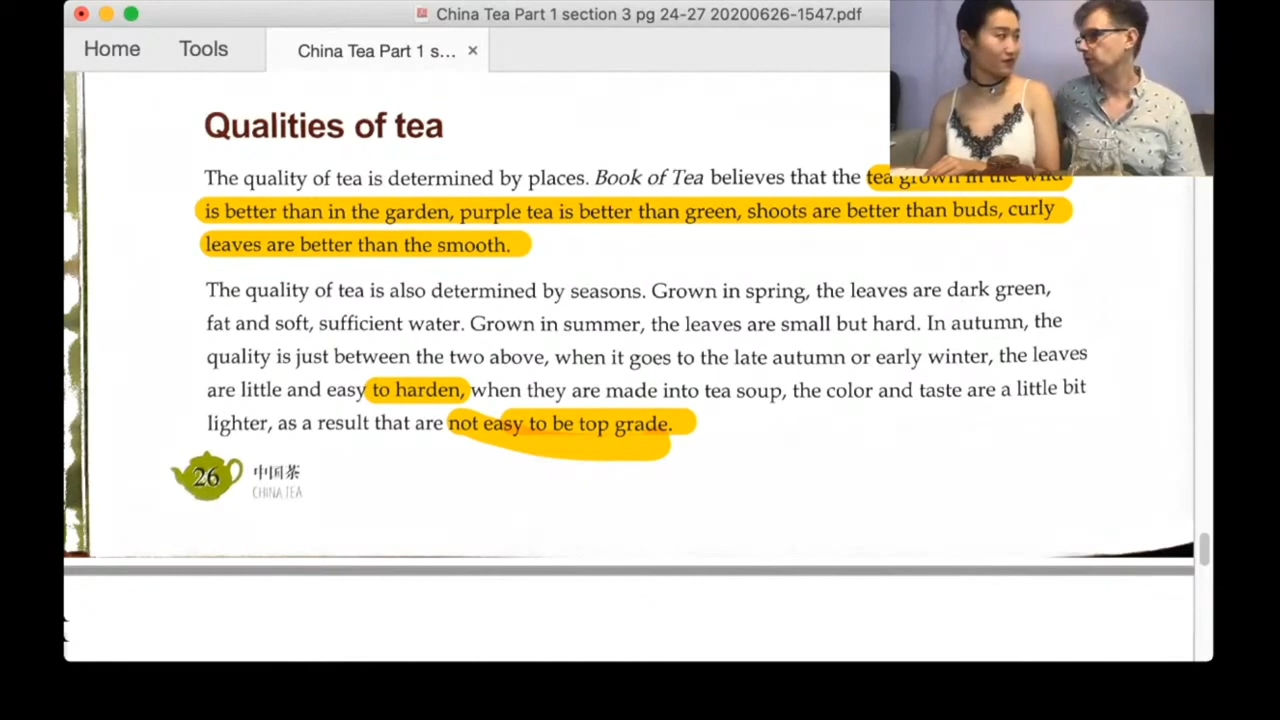 China Tea Part 1 section 3 pg 24-27 20200626-1547.pdf
Home Tools China Tea Part 1 s... ×
Qualities of tea
The quality of tea is determined by places. Book of Tea believes that the tea grown in the wild
is better than in the garden, purple tea is better than green, shoots are better than buds, curly
leaves are better than the smooth.
The quality of tea is also determined by seasons. Grown in spring, the leaves are dark green,
fat and soft, sufficient water. Grown in summer, the leaves are small but hard. In autumn, the
quality is just between the two above, when it goes to the late autumn or early winter, the leaves
are little and easy to harden, when they are made into tea soup, the color and taste are a little bit
lighter, as a result that are not easy to be top grade.
26
中国茶
CHINA TEA